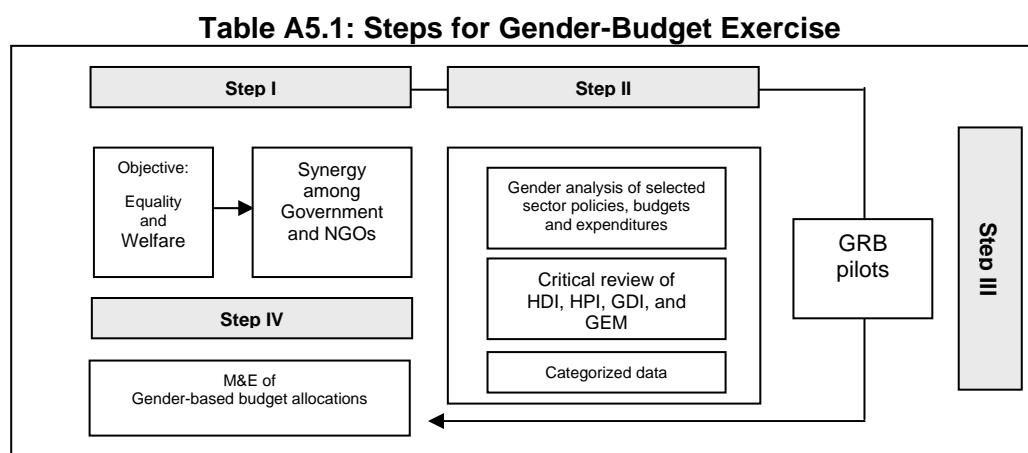 Table A5.1: Steps for Gender-Budget Exercise
Step I
Step II
Objective:
Equality
and
Welfare
Synergy
among
Government
and NGOs
Gender analysis of selected
sector policies, budgets
and expenditures
Critical review of
HDI, HPI, GDI, and
GEM
Categorized data
GRB
pilots
Step III
Step IV
M&E of
Gender-based budget allocations